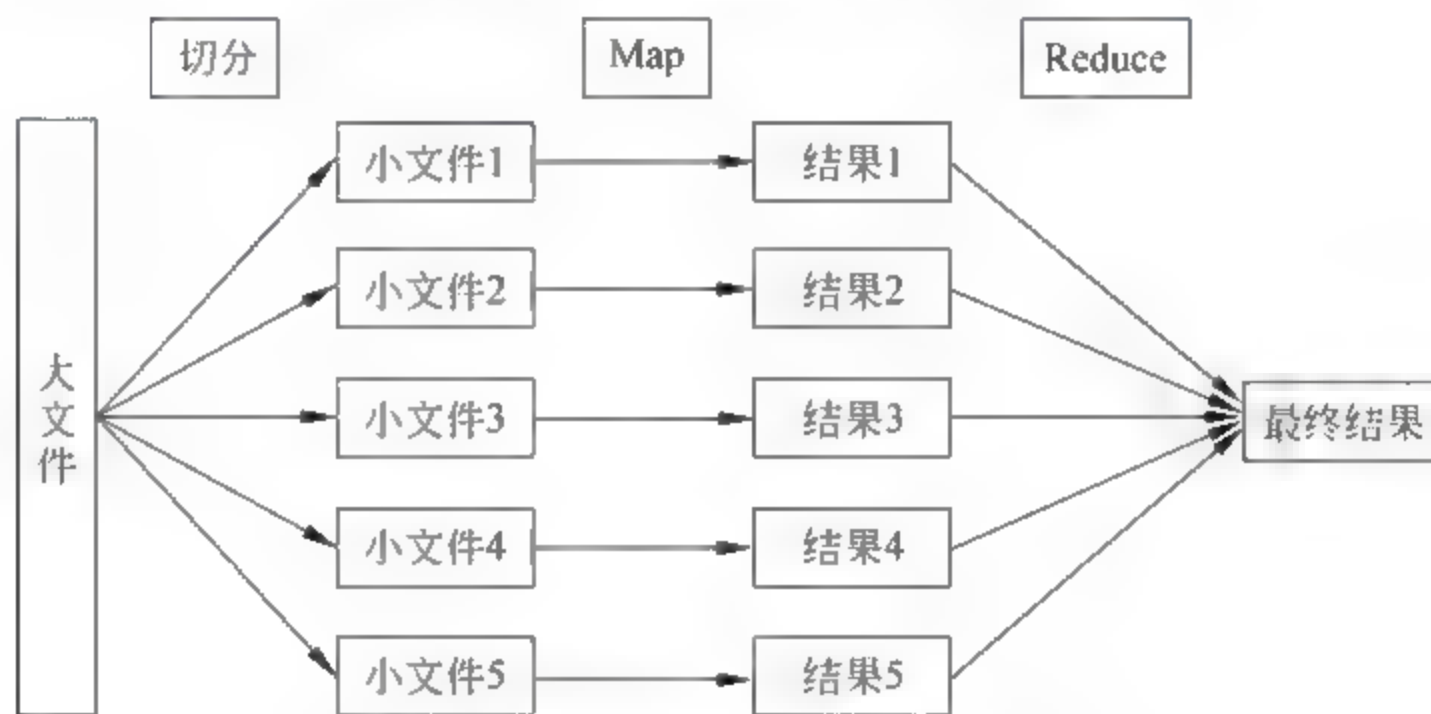 切分
Map
Reduce
大文件
小文件1
结果1
小文件2
结果2
小文件3
结果3
最终结果
小文件4
结果4
小文件5
结果5